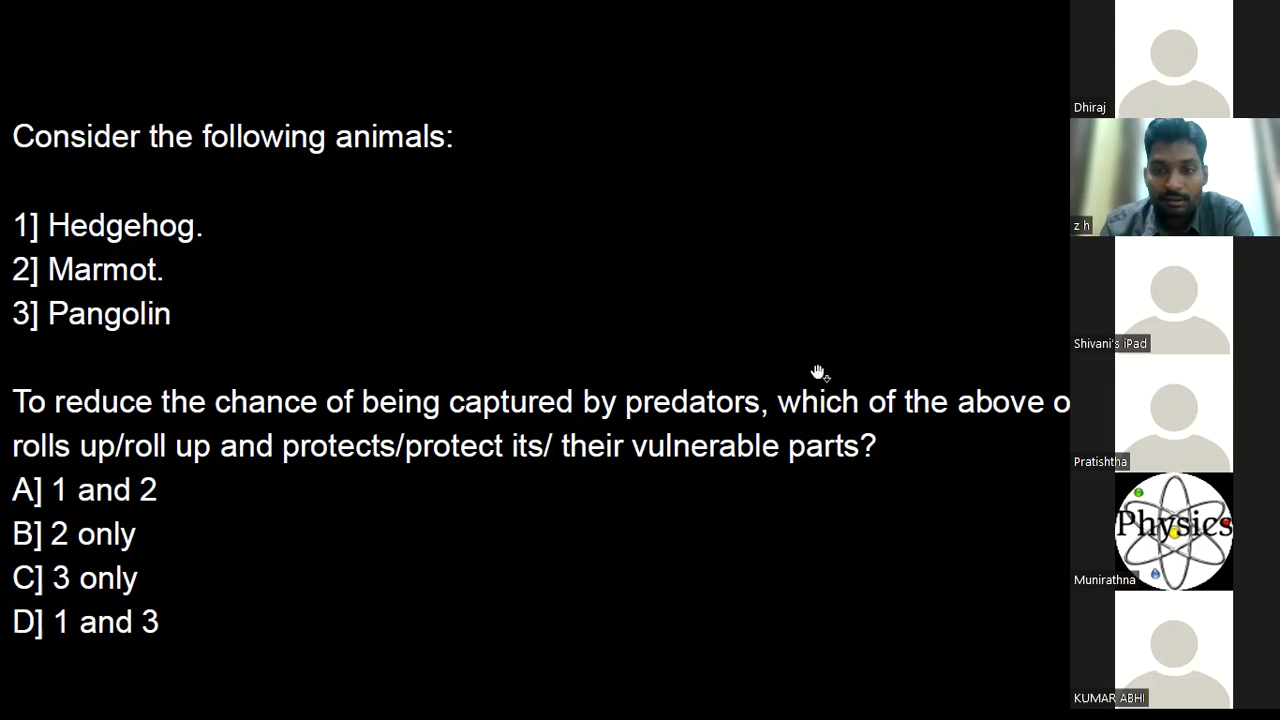 Consider the following animals:
1] Hedgehog.
2] Marmot.
3] Pangolin
To reduce the chance of being captured by predators, which of the above o
rolls up/roll up and protects/protect its/ their vulnerable parts?
A] 1 and 2
B] 2 only
C] 3 only
D] 1 and 3
Dhiraj
z h
Shivani's iPad
Pratishtha
Physics
Munirathna
KUMAR ABHI